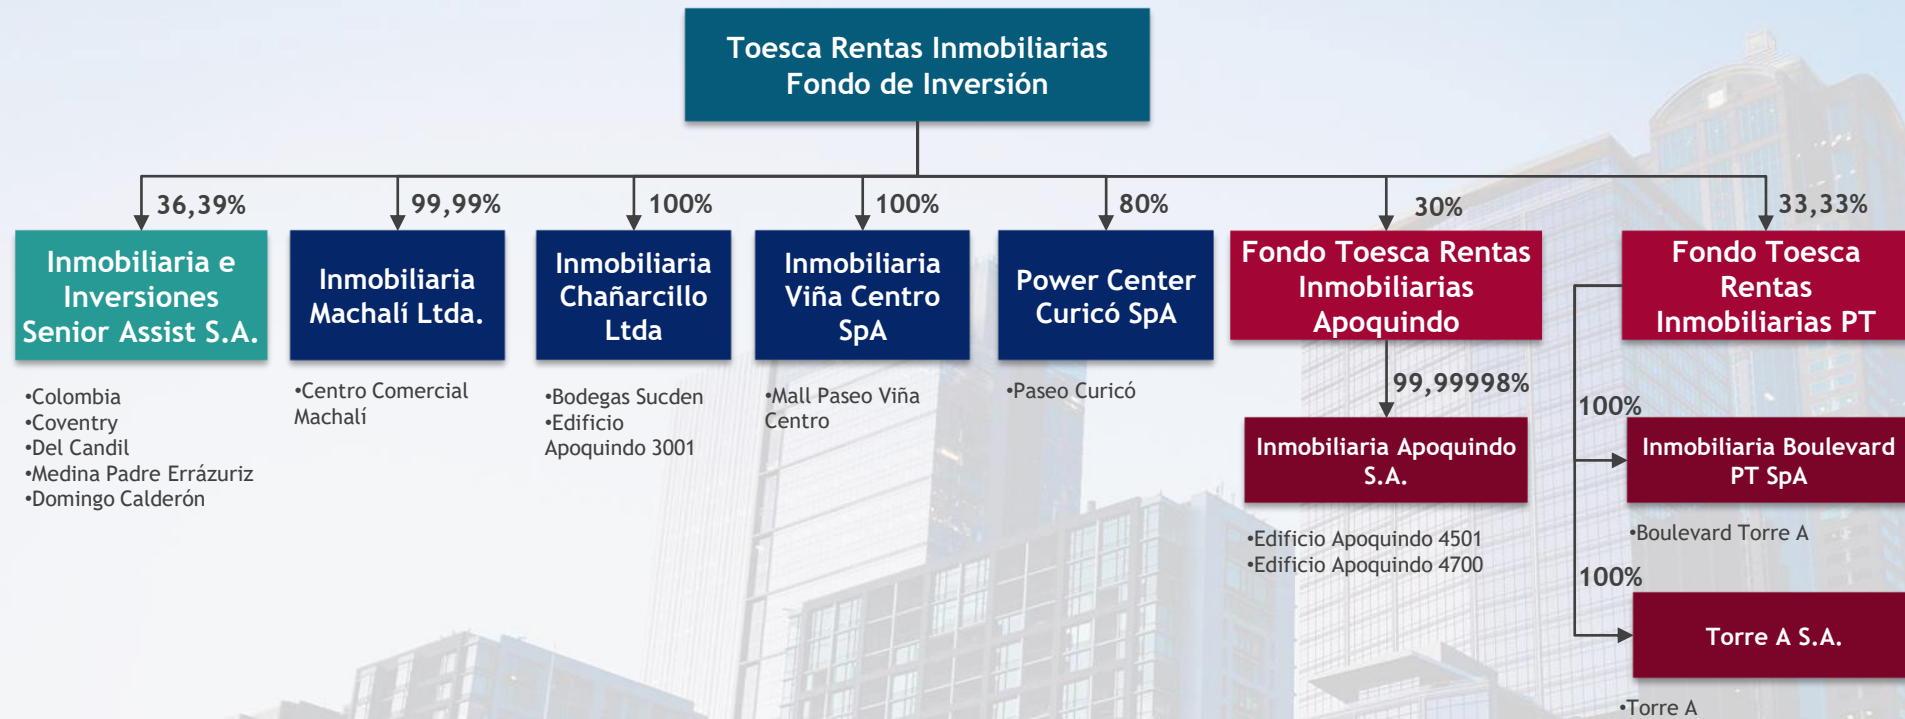 Toesca Rentas Inmobiliarias
Fondo de Inversión
36,39%
99,99%
100%
100%
80%
30%
33,33%
Inmobiliaria e
Inversiones
Senior Assist S.A.
Inmobiliaria
Machalí Ltda.
Inmobiliaria
Chañarcillo
Ltda
Inmobiliaria
Viña Centro
SpA
Power Center
Curicó SpA
Fondo Toesca Rentas
Inmobiliarias
Apoquindo
Fondo Toesca
Rentas
Inmobiliarias PT
•Colombia
•Coventry
•Del Candil
•Medina Padre Errázuriz
•Domingo Calderón
•Centro Comercial
Machalí
•Bodegas Sucden
•Edificio
Apoquindo 3001
•Mall Paseo Viña
Centro
•Paseo Curicó
99,99998%
Inmobiliaria Apoquindo
S.A.
•Edificio Apoquindo 4501
•Edificio Apoquindo 4700
100%
Inmobiliaria Boulevard
PT SpA
•Boulevard Torre A
100%
Torre A S.A.
•Torre A